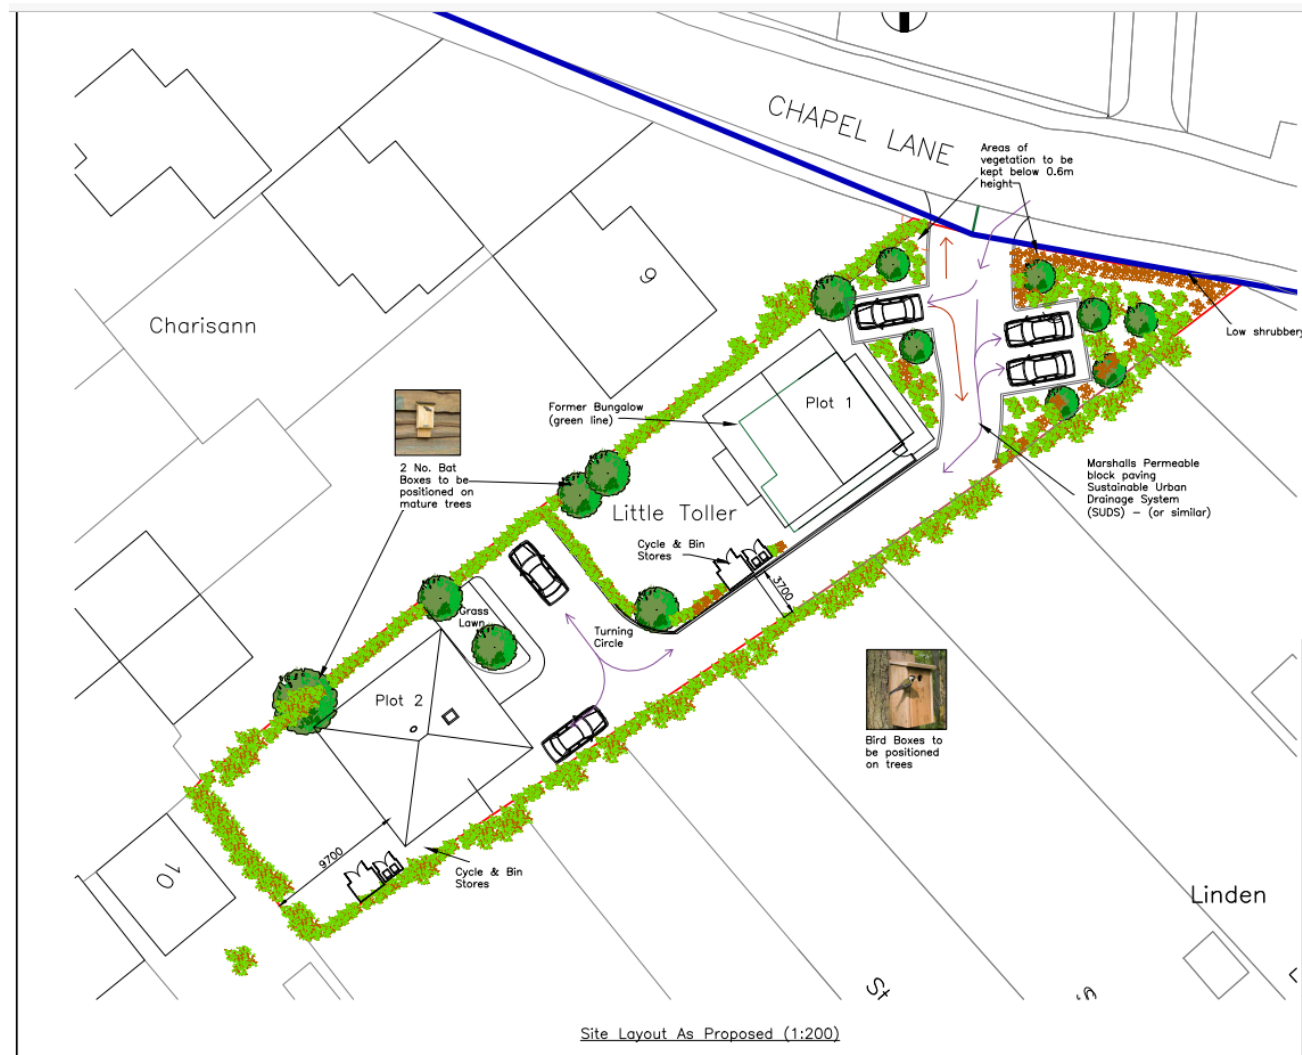 CHAPEL LANE
Areas of
vegetation to be
kept below 0.6m
height
9
Charisann
Low shrubbery
Former Bungalow
(green line)
Plot 1
2 No. Bat
Boxes to be
positioned on
mature trees
Marshalls Permeable
block paving
Sustainable Urban
Drainage System
(SUDS) – (or similar)
Little Toller
Cycle & Bin
Stores
3700
Grass
Lawn
Turning
Circle
Plot 2
Bird Boxes to
be positioned
on trees
9700
10
Cycle & Bin
Stores
Linden
St
Site Layout As Proposed (1:200)